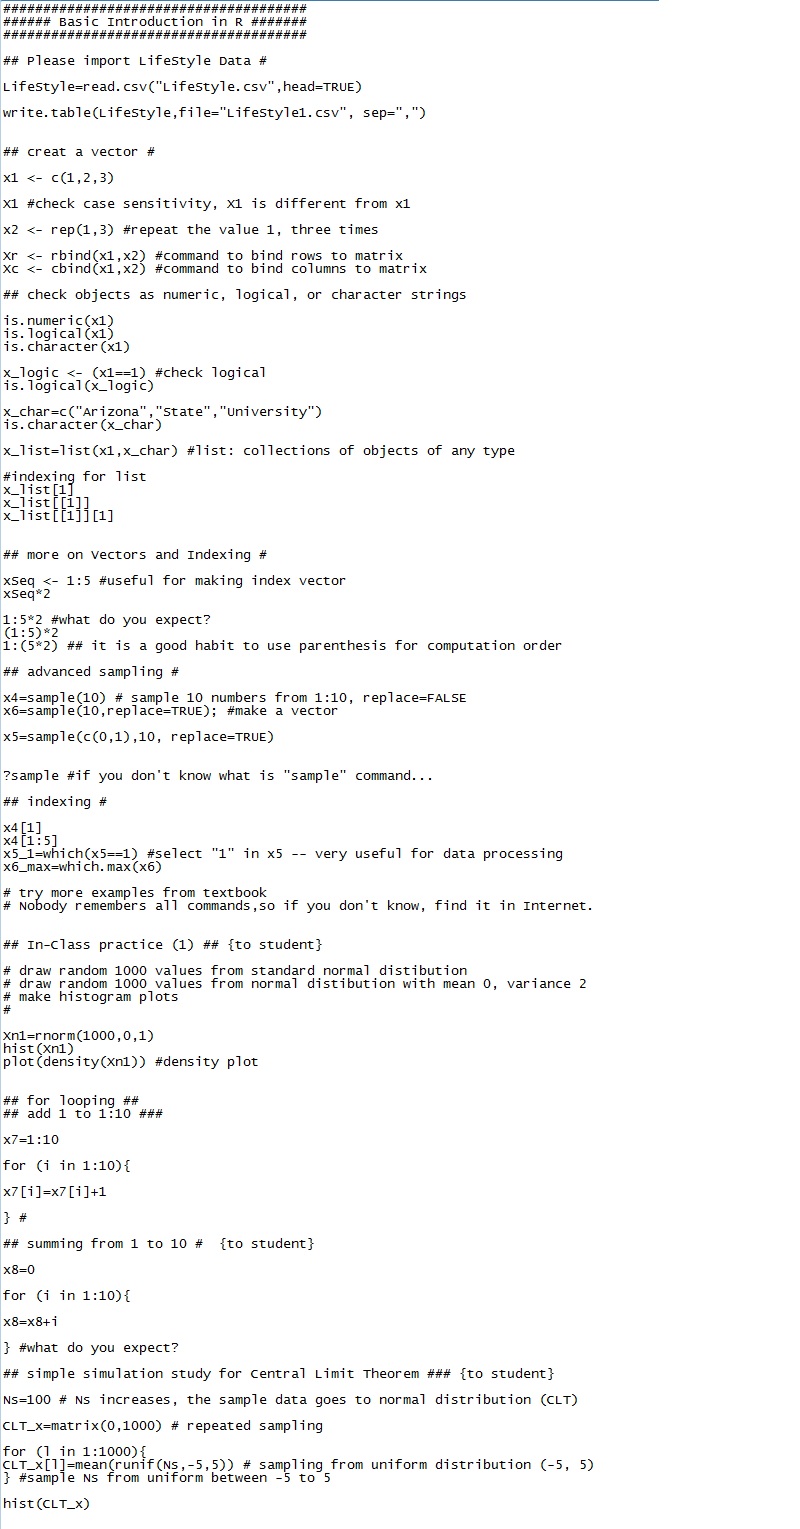 ######################################
###### Basic Introduction in R #######
######################################
## Please import LifeStyle Data #
LifeStyle=read.csv("LifeStyle.csv",head=TRUE)
write.table(LifeStyle,file="LifeStyle1.csv", sep=",")
## creat a vector #
x1 <- c(1,2,3)
X1 #check case sensitivity, X1 is different from x1
x2 <- rep(1,3) #repeat the value 1, three times
Xr <- rbind(x1,x2) #command to bind rows to matrix
Xc <- cbind(x1,x2) #command to bind columns to matrix
## check objects as numeric, logical, or character strings
is.numeric(x1)
is.logical(x1)
is.character(x1)
x_logic <- (x1==1) #check logical
is.logical(x_logic)
x_char=c("Arizona","State","University")
is.character(x_char)
x_list=list(x1,x_char) #list: collections of objects of any type
#indexing for list
x_list[1]
x_list[[1]]
x_list[[1]][1]
## more on Vectors and Indexing #
xSeq <- 1:5 #useful for making index vector
xSeq*2
1:5*2 #what do you expect?
(1:5)*2
1:(5*2) ## it is a good habit to use parenthesis for computation order
## advanced sampling #
x4=sample(10) # sample 10 numbers from 1:10, replace=FALSE
x6=sample(10,replace=TRUE); #make a vector
x5=sample(c(0,1),10, replace=TRUE)
?sample #if you don't know what is "sample" command...
## indexing #
x4[1]
x4[1:5]
x5_1=which(x5==1) #select "1" in x5 -- very useful for data processing
x6_max=which.max(x6)
# try more examples from textbook
# Nobody remembers all commands,so if you don't know, find it in Internet.
## In-Class practice (1) ## {to student}
# draw random 1000 values from standard normal distibution
# draw random 1000 values from normal distibution with mean 0, variance 2
# make histogram plots
#
Xn1=rnorm(1000,0,1)
hist(Xn1)
plot(density(Xn1)) #density plot
## for looping ##
## add 1 to 1:10 ###
x7=1:10
for (i in 1:10){
x7[i]=x7[i]+1
} #
## summing from 1 to 10 #  {to student}
x8=0
for (i in 1:10){
x8=x8+i
} #what do you expect?
## simple simulation study for Central Limit Theorem ### {to student}
Ns=100 # Ns increases, the sample data goes to normal distribution (CLT)
CLT_x=matrix(0,1000) # repeated sampling
for (l in 1:1000){
CLT_x[l]=mean(runif(Ns,-5,5)) # sampling from uniform distribution (-5, 5)
} #sample Ns from uniform between -5 to 5
hist(CLT_x)